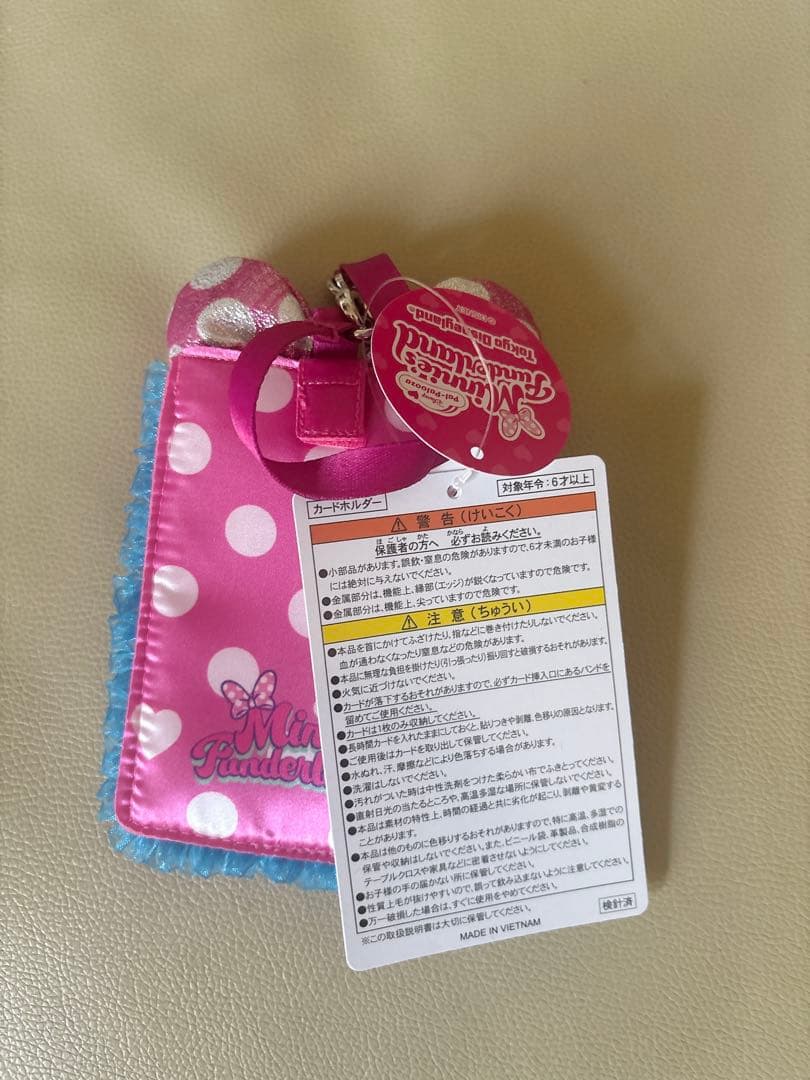 © DISNEY
Tokyo Disneyland®
Minnie's
Funderland
Disney
Pal-Palooza
カードホルダー
対象年令:6才以上
⚠ 警告(けいこく)
ほごしゃ かた かなら よ
保護者の方へ 必ずお読みください。
●小部品があります。誤飲・窒息の危険がありますので、6才未満のお子様
には絶対に与えないでください。
●金属部分は、機能上、縁部(エッジ)が鋭くなっていますので危険です。
●金属部分は、機能上、尖っていますので危険です。
⚠ 注意(ちゅうい)
●本品を首にかけてふざけたり、指などに巻き付けたりしないでください。
血が通わなくなったり窒息などの危険があります。
●本品に無理な負担を掛けたり(引っ張ったり)振り回すと破損するおそれがあります。
●火気に近づけないでください。
●カードが落下するおそれがありますので、必ずカード挿入口にあるバンドを
留めてご使用ください。
●カードは1枚のみ収納してください。
●長時間カードを入れたままにしておくと、貼りつきや剥離、色移りの原因となります。
●ご使用後はカードを取り出して保管してください。
●水ぬれ、汗、摩擦などにより色落ちする場合があります。
●洗濯はしないでください。
●汚れがついた時は中性洗剤をつけた柔らかい布でふきとってください。
●直射日光の当たるところや、高温多湿な場所に保管しないでください。
●本品は素材の特性上、時間の経過と共に劣化が起こり、剥離や黄変する
ことがあります。
●本品は他のものに色移りするおそれがありますので、特に高温、多湿での
保管や収納はしないでください。また、ビニール袋、革製品、合成樹脂の
テーブルクロスや家具などに密着させないようにしてください。
●お子様の手の届かない所に保管してください。
●性質上毛が抜けやすいので、誤って飲み込まないように注意してください。
●万一破損した場合は、すぐに使用をやめてください。
※この取扱説明書は大切に保管してください。
検針済
MADE IN VIETNAM
Min
Funderl